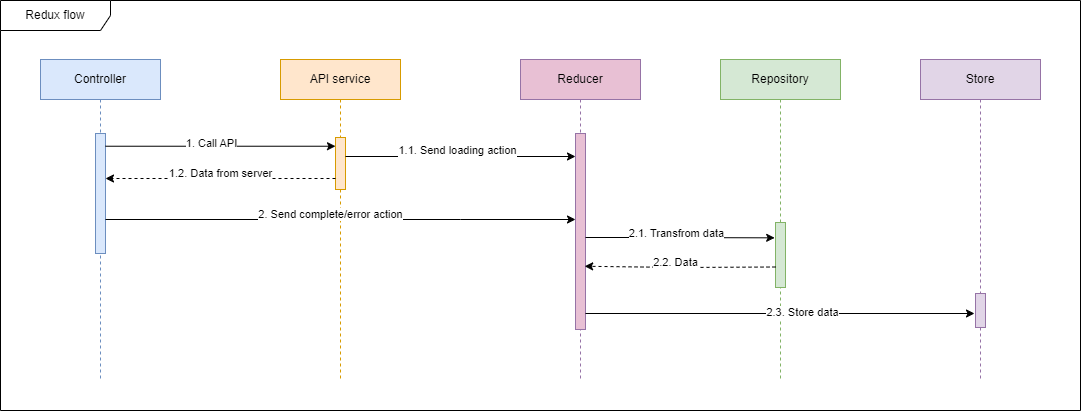 Redux flow
Controller
API service
Reducer
Repository
Store
1. Call API
1.1. Send loading action
1.2. Data from server
2. Send complete/error action
2.1. Transfrom data
2.2. Data
2.3. Store data